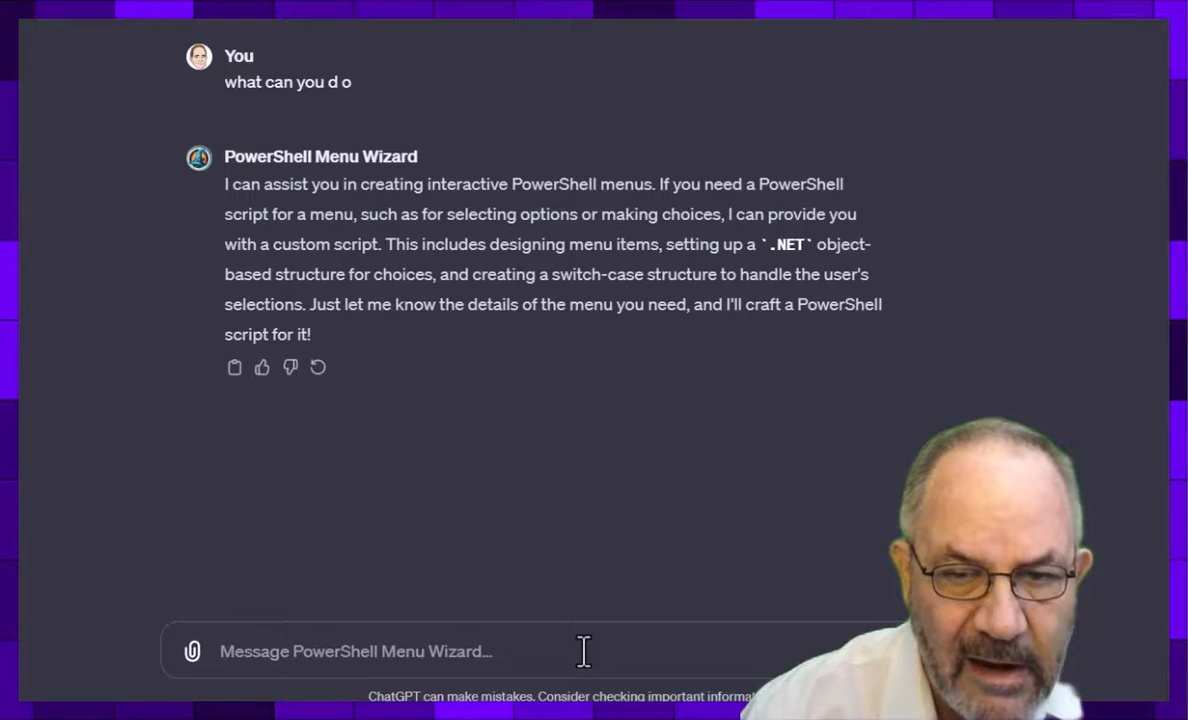 You
what can you d o
PowerShell Menu Wizard
I can assist you in creating interactive PowerShell menus. If you need a PowerShell
script for a menu, such as for selecting options or making choices, I can provide you
with a custom script. This includes designing menu items, setting up a `.NET` object-
based structure for choices, and creating a switch-case structure to handle the user's
selections. Just let me know the details of the menu you need, and I'll craft a PowerShell
script for it!
Message PowerShell Menu Wizard...
ChatGPT can make mistakes. Consider checking important